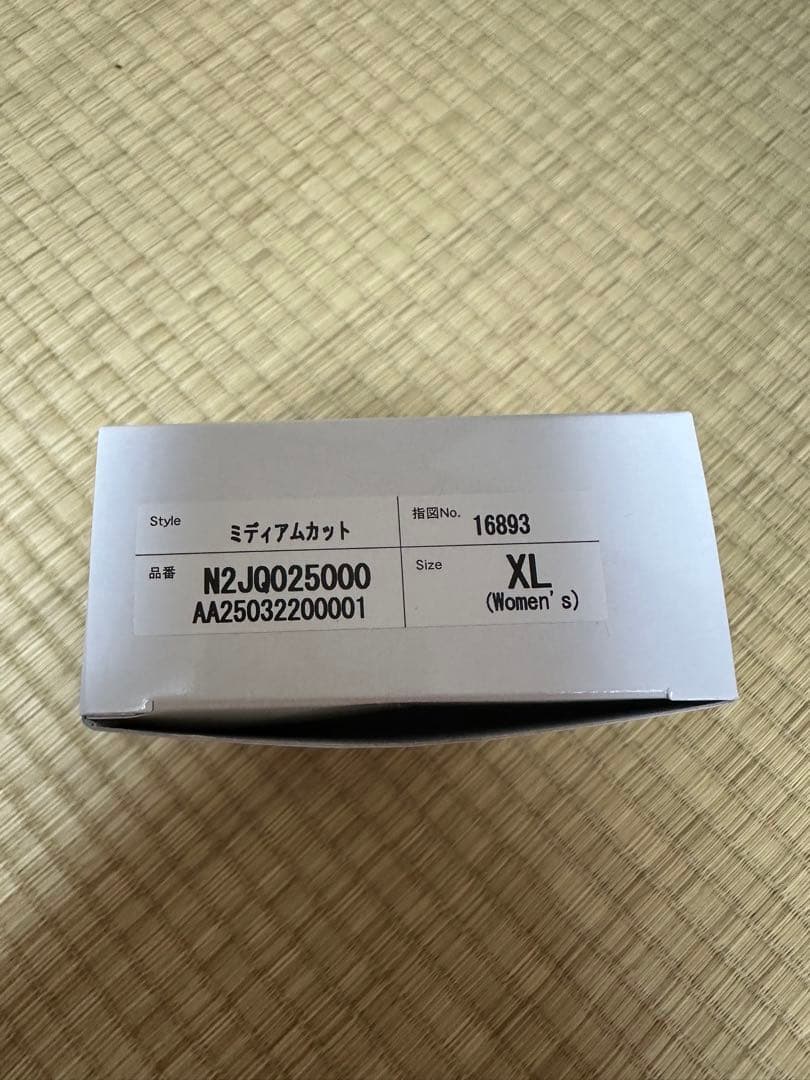 Style ミディアムカット
指図No. 16893
品番 N2JQ025000
AA25032200001
Size XL
(Women's)